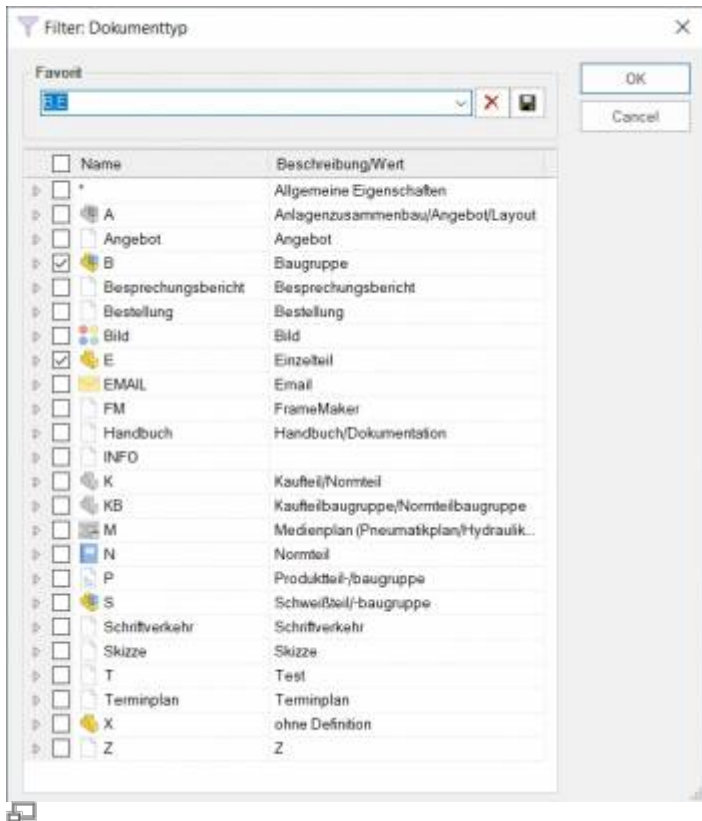 Filter: Dokumenttyp
Favorit
B;E
OK
Cancel
Name Beschreibung/Wert
* Allgemeine Eigenschaften
A Anlagenzusammenbau/Angebot/Layout
Angebot Angebot
B Baugruppe
Besprechungsbericht Besprechungsbericht
Bestellung Bestellung
Bild Bild
E Einzelteil
EMAIL Email
FM FrameMaker
Handbuch Handbuch/Dokumentation
INFO
K Kaufteil/Normteil
KB Kaufteilbaugruppe/Normteilbaugruppe
M Medienplan (Pneumatikplan/Hydraulik...
N Normteil
P Produktteil-/baugruppe
S Schweißteil/-baugruppe
Schriftverkehr Schriftverkehr
Skizze Skizze
T Test
Terminplan Terminplan
X ohne Definition
Z Z